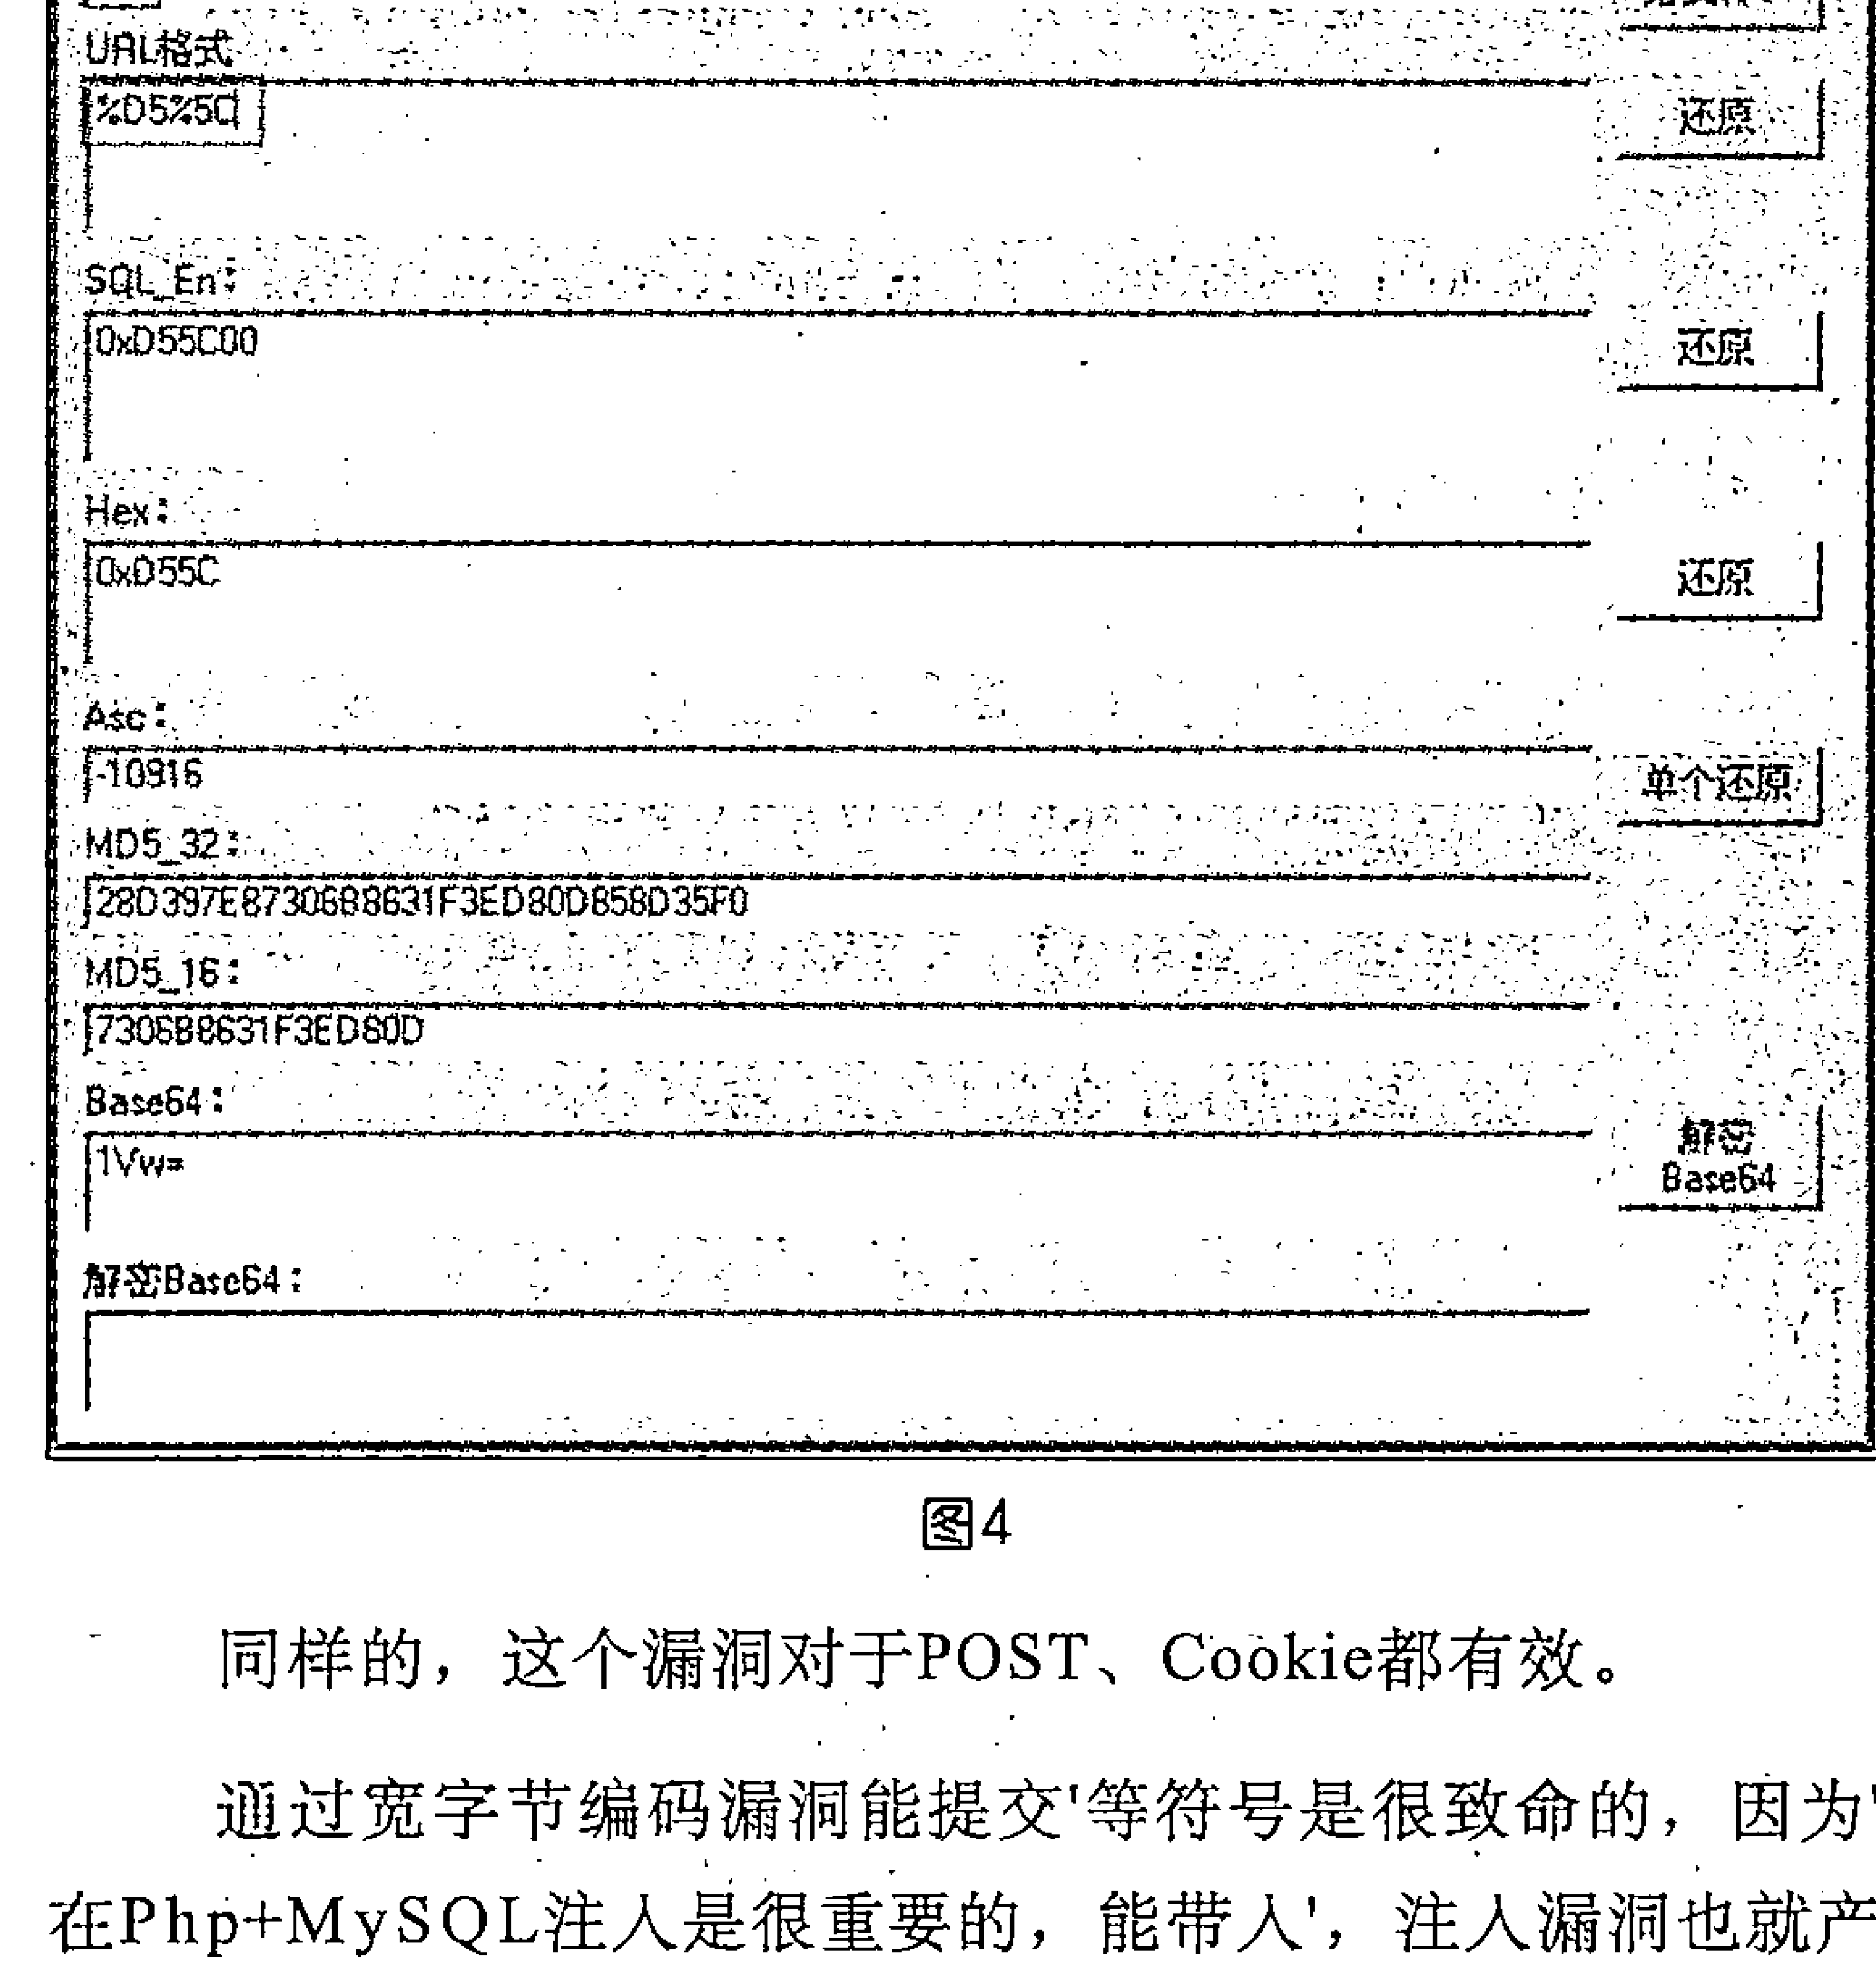 URL格式
%D5%5C
还原
SQL_En:
0xD55C00
还原
Hex:
0xD55C
还原
Asc:
-10916
单个还原
MD5_32:
28D397E87306B8631F3ED80D858D35F0
MD5_16:
7306B8631F3ED80D
Base64:
1Vw=
解密
Base64
解密Base64:
图4
同样的，这个漏洞对于POST、Cookie都有效。
通过宽字节编码漏洞能提交'等符号是很致命的，因为'
在Php+MySQL注入是很重要的，能带入'，注入漏洞也就产